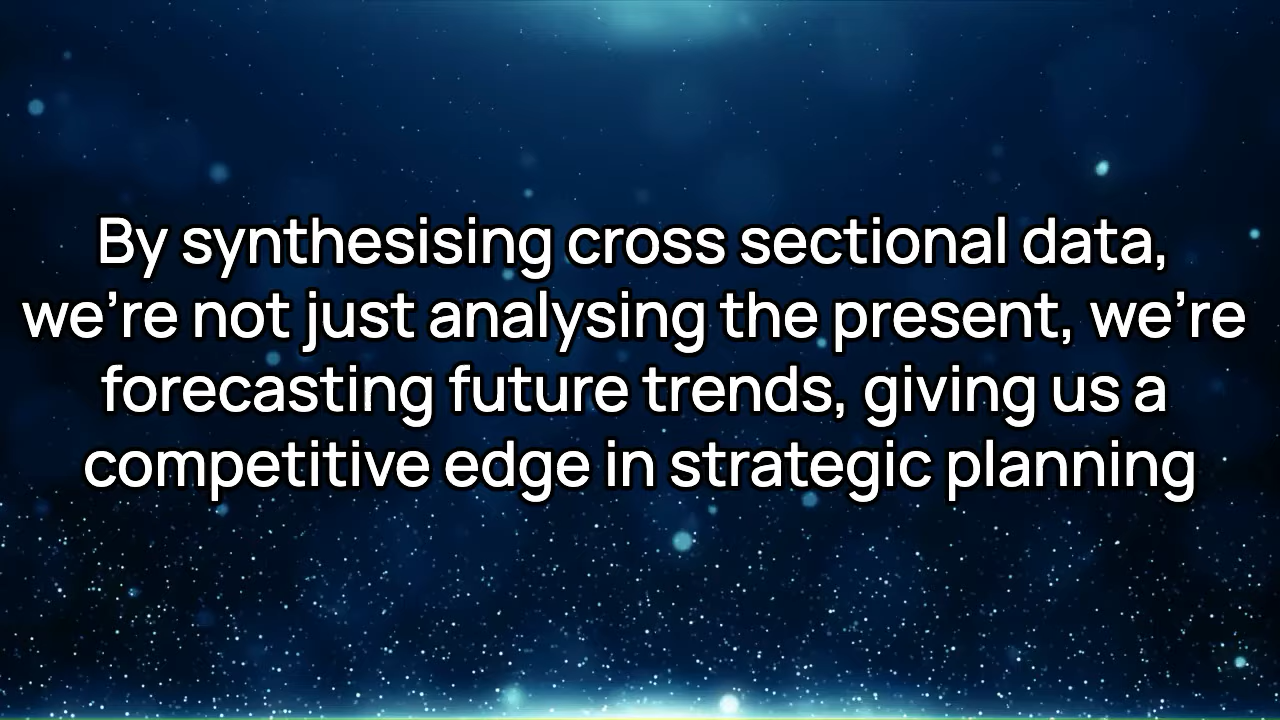 By synthesising cross sectional data,
we’re not just analysing the present, we’re
forecasting future trends, giving us a
competitive edge in strategic planning